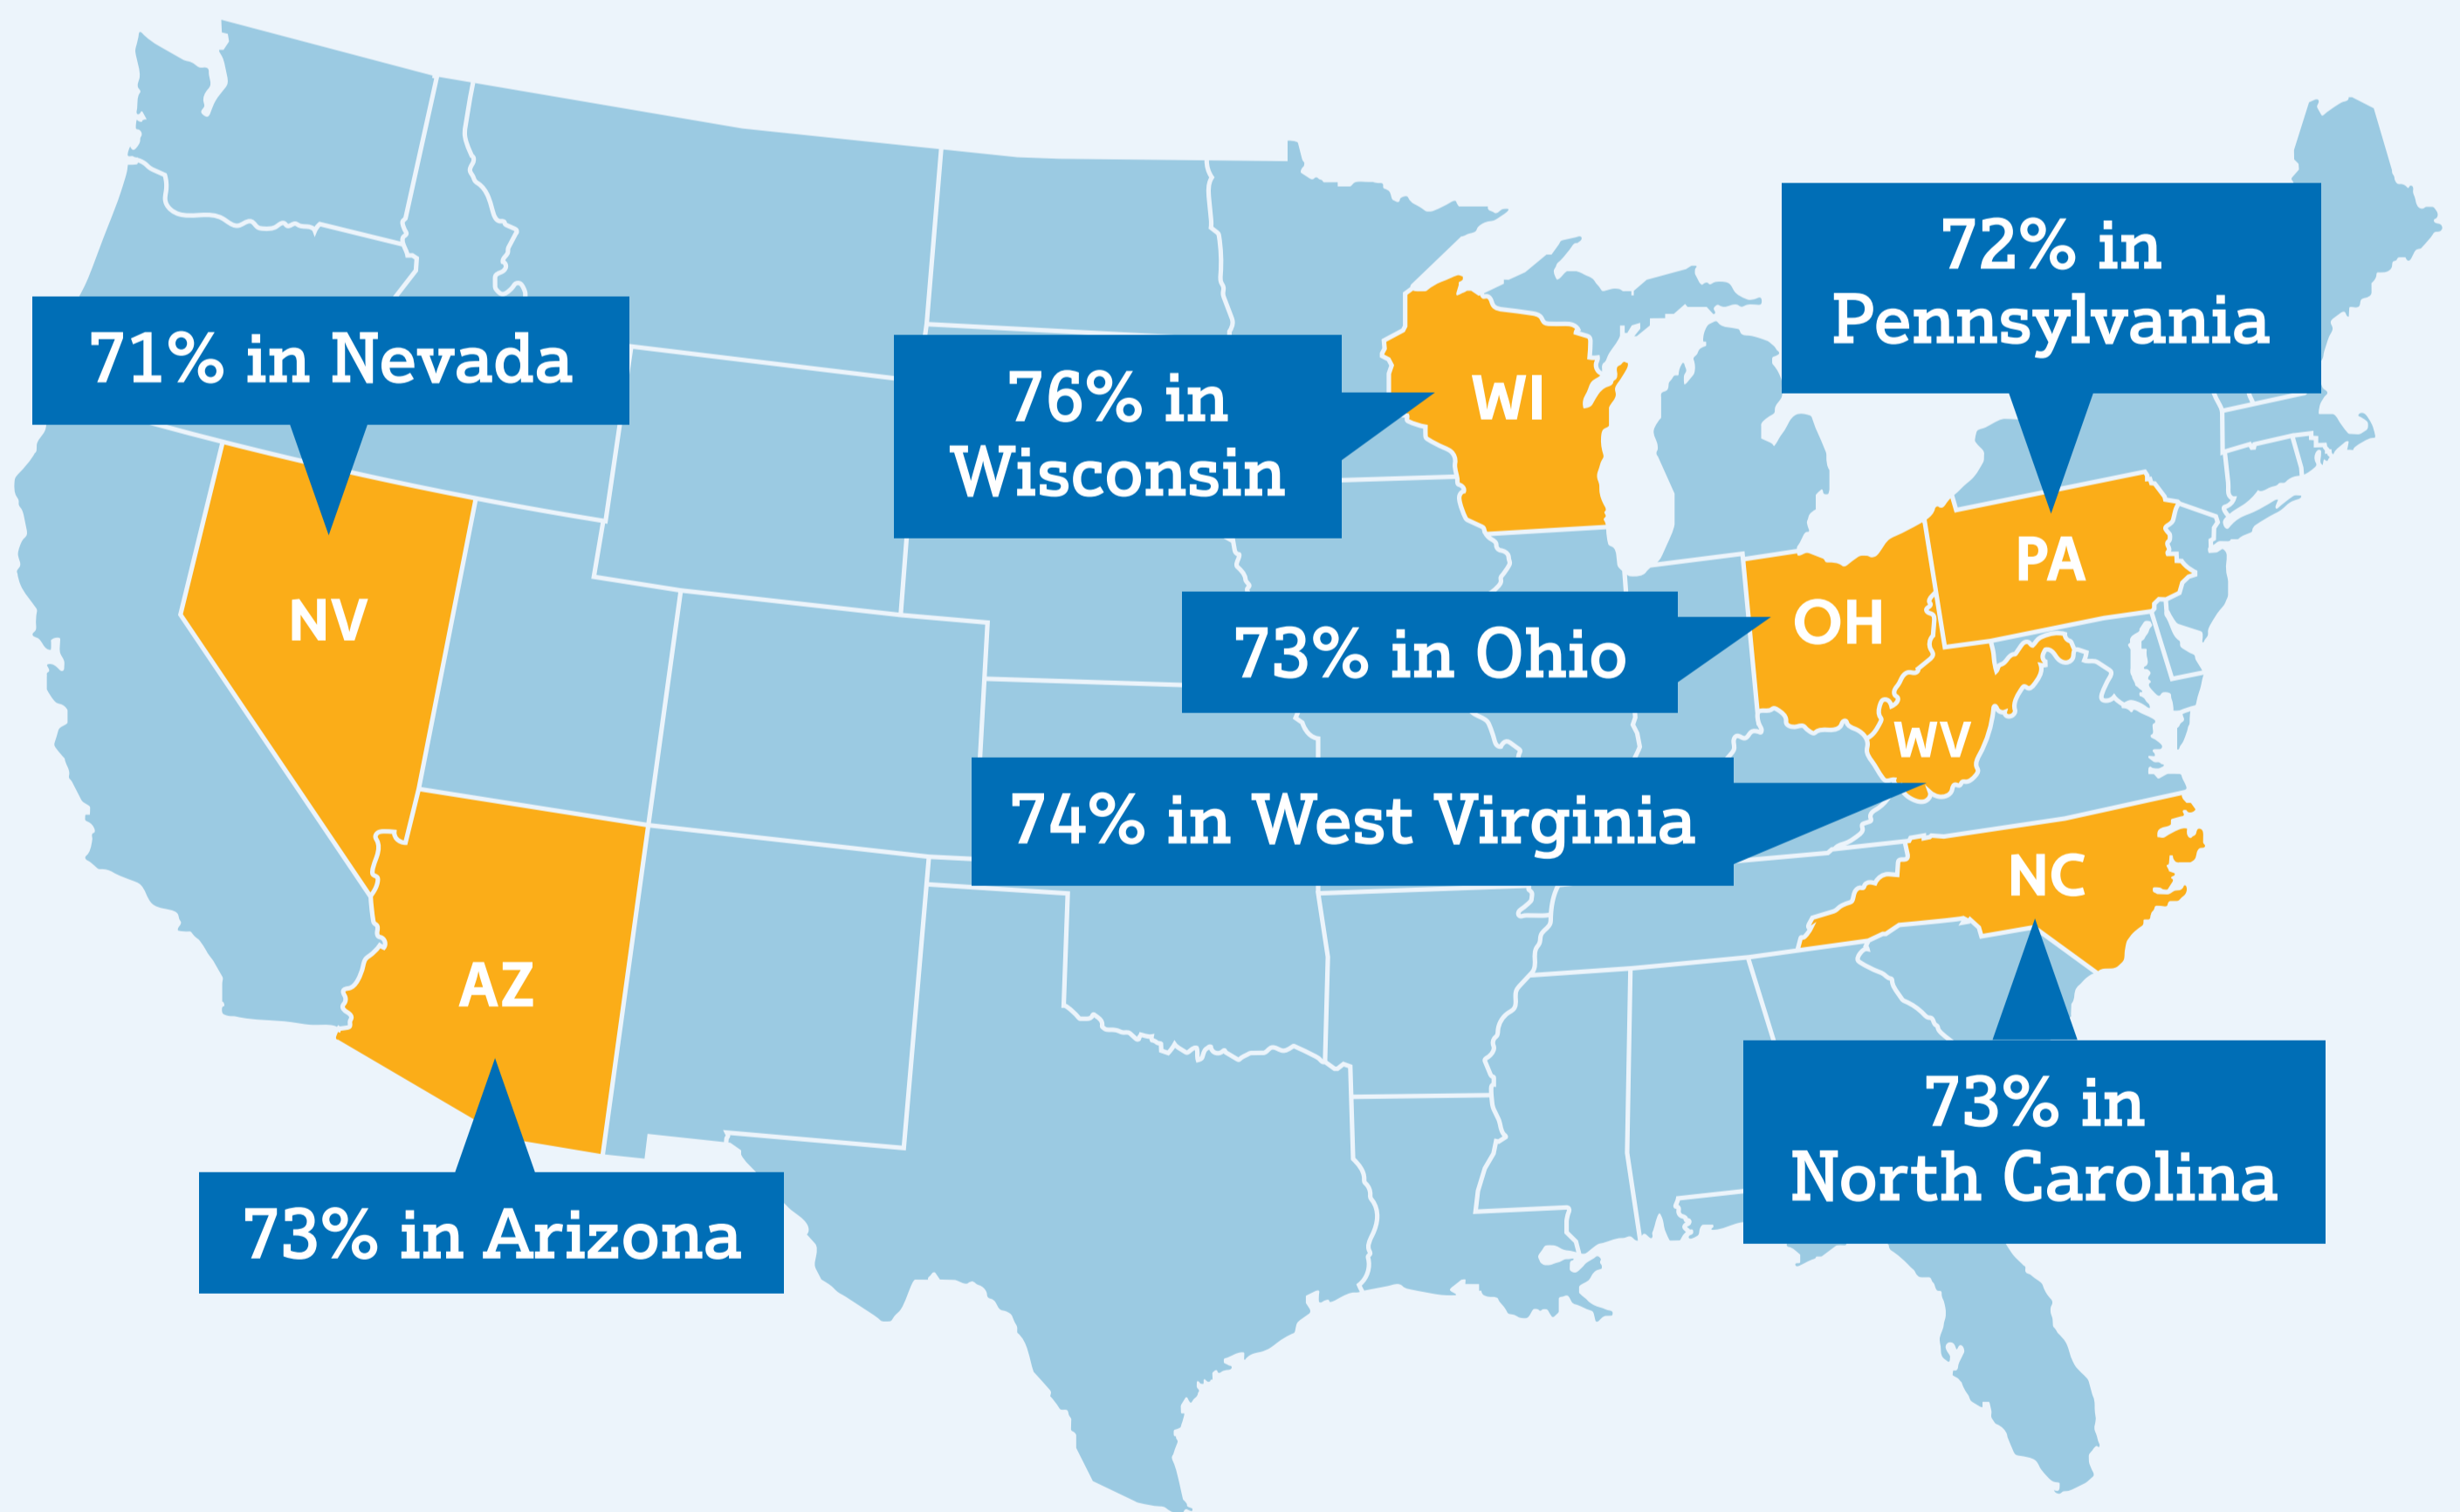 72% in
Pennsylvania
71% in Nevada
76% in
Wisconsin
WI
PA
NV
OH
73% in Ohio
WV
74% in West Virginia
NC
AZ
73% in
North Carolina
73% in Arizona